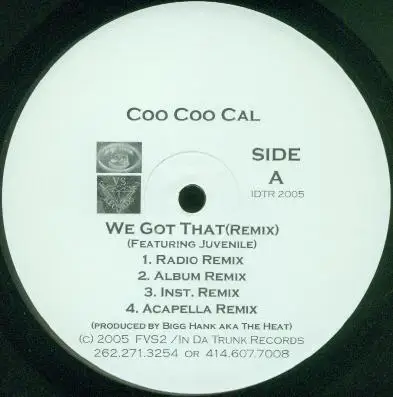 COO COO CAL
SIDE
A
IDTR 2005
VS
WE GOT THAT(REMIX)
(FEATURING JUVENILE)
1. RADIO REMIX
2. ALBUM REMIX
3. INST. REMIX
4. ACAPELLA REMIX
(PRODUCED BY BIGG HANK AKA THE HEAT)
(C) 2005 FVS2 /IN DA TRUNK RECORDS
262.271.3254 OR 414.607.7008